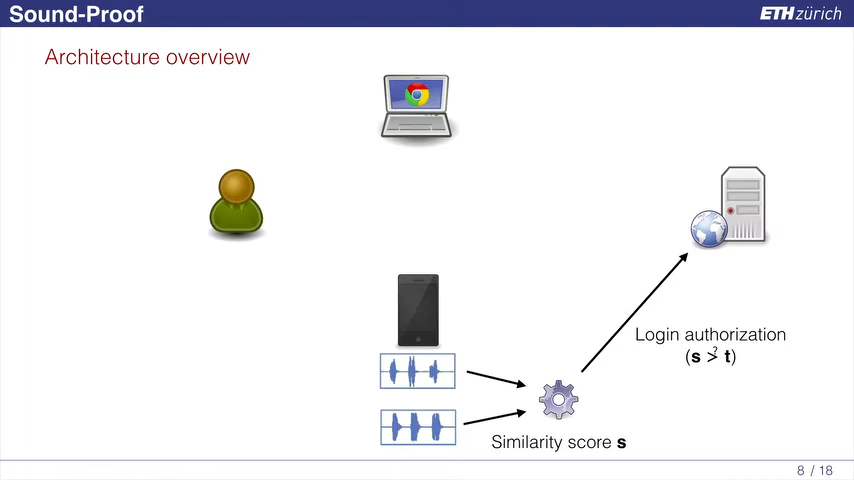 Sound-Proof
ETH zürich
Architecture overview
Login authorization
(s >? t)
Similarity score s
8 / 18